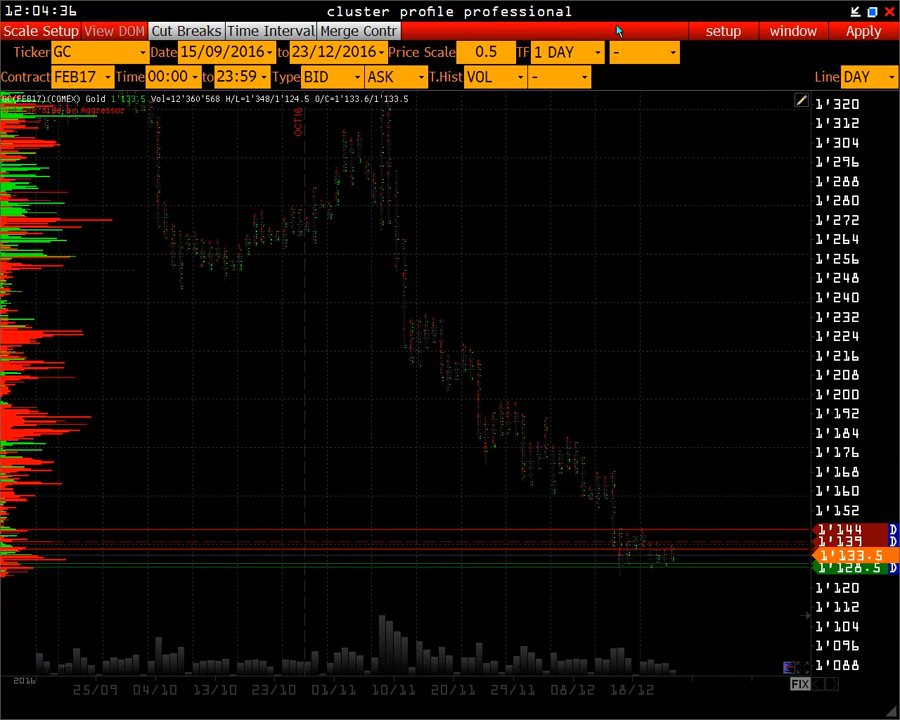 12:04:36 cluster profile professional
Scale Setup View DOM Cut Breaks Time Interval Merge Contr setup window Apply
Ticker GC Date 15/09/2016 to 23/12/2016 Price Scale 0.5 TF 1 DAY -
Contract FEB17 Time 00:00 to 23:59 Type BID ASK T.Hist VOL - Line DAY
GC(FEB17)(COMEX) Gold 1'133.5 Vol=12'360'568 H/L=1'348/1'124.5 O/C=1'133.6/1'133.5
by Aggressor
OCT16
1'320
1'312
1'304
1'296
1'288
1'280
1'272
1'264
1'256
1'248
1'240
1'232
1'224
1'216
1'208
1'200
1'192
1'184
1'176
1'168
1'160
1'152
1'144 D
1'139 D
1'133.5
1'128.5 D
1'120
1'112
1'104
1'096
1'088
2016
FIX
25/09 04/10 13/10 23/10 01/11 10/11 20/11 29/11 08/12 18/12